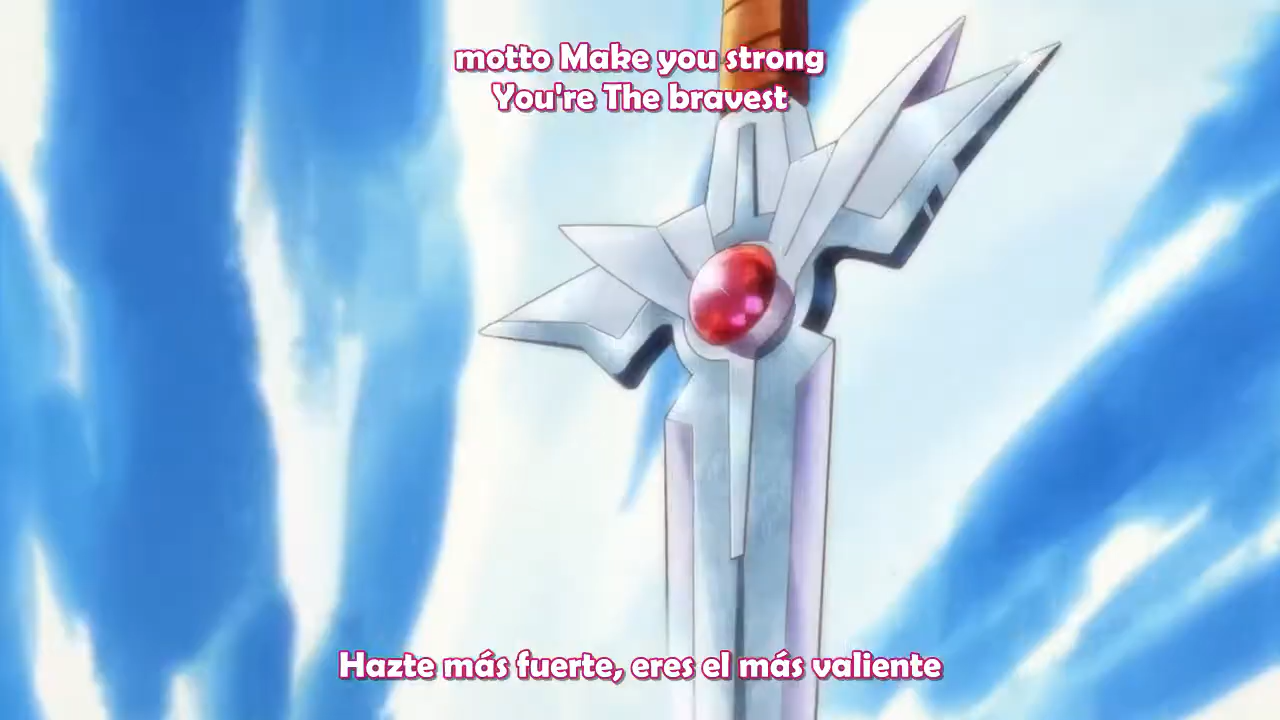 motto Make you strong
You're The bravest
Hazte más fuerte, eres el más valiente